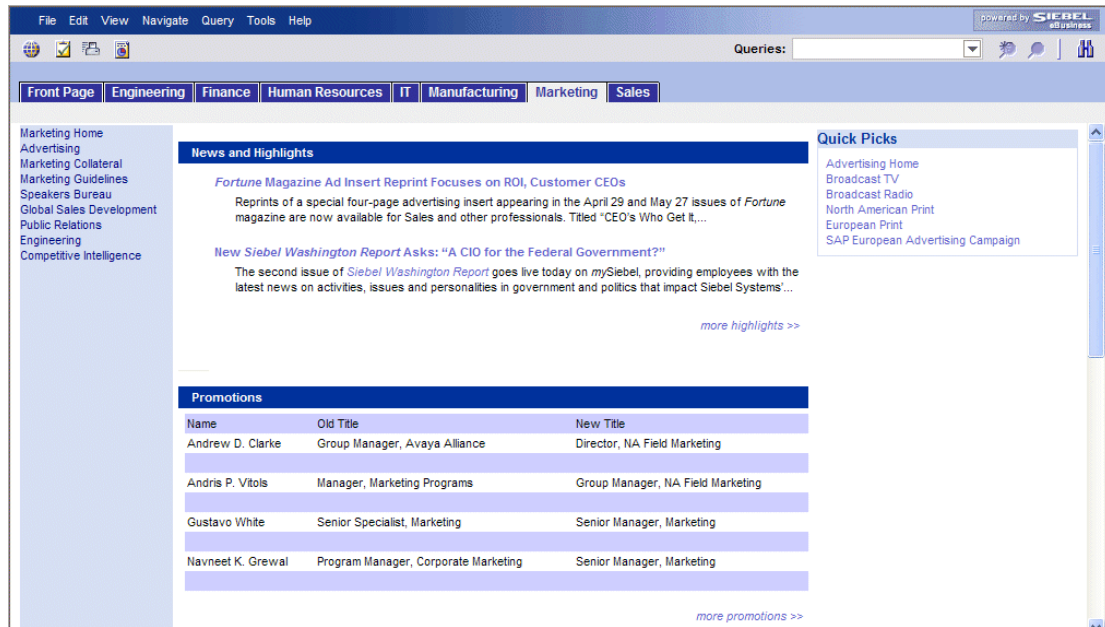 File Edit View Navigate Query Tools Help
powered by SIEBEL
eBusiness
Queries:
Front Page Engineering Finance Human Resources IT Manufacturing Marketing Sales
Marketing Home
Advertising
Marketing Collateral
Marketing Guidelines
Speakers Bureau
Global Sales Development
Public Relations
Engineering
Competitive Intelligence
News and Highlights
Fortune Magazine Ad Insert Reprint Focuses on ROI, Customer CEOs
Reprints of a special four-page advertising insert appearing in the April 29 and May 27 issues of Fortune
magazine are now available for Sales and other professionals. Titled “CEO's Who Get It,...
New Siebel Washington Report Asks: “A CIO for the Federal Government?”
The second issue of Siebel Washington Report goes live today on mySiebel, providing employees with the
latest news on activities, issues and personalities in government and politics that impact Siebel Systems'...
more highlights >>
Promotions
Name Old Title New Title
Andrew D. Clarke Group Manager, Avaya Alliance Director, NA Field Marketing
Andris P. Vitols Manager, Marketing Programs Group Manager, NA Field Marketing
Gustavo White Senior Specialist, Marketing Senior Manager, Marketing
Navneet K. Grewal Program Manager, Corporate Marketing Senior Manager, Marketing
more promotions >>
Quick Picks
Advertising Home
Broadcast TV
Broadcast Radio
North American Print
European Print
SAP European Advertising Campaign